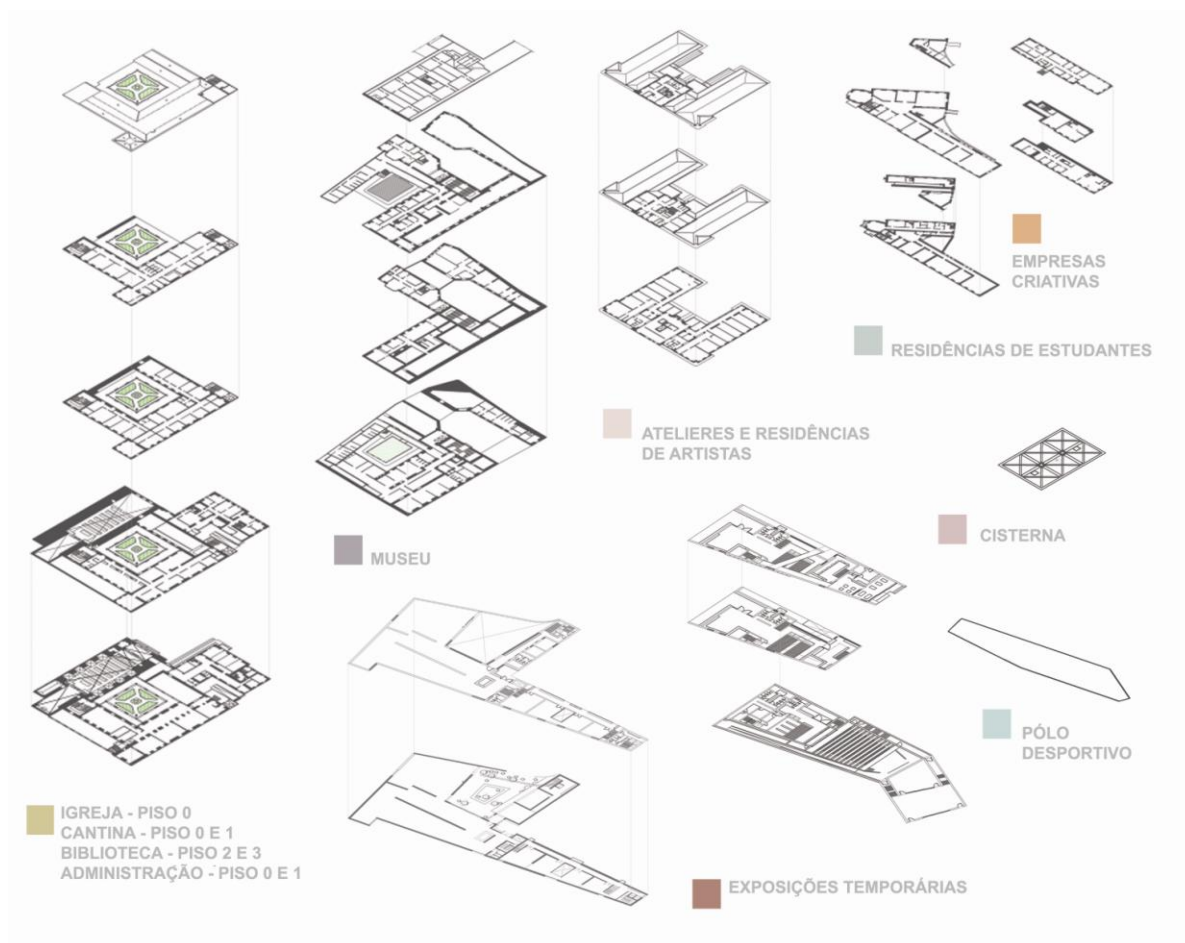 EMPRESAS
CRIATIVAS
RESIDÊNCIAS DE ESTUDANTES
ATELIERES E RESIDÊNCIAS
DE ARTISTAS
CISTERNA
MUSEU
PÓLO
DESPORTIVO
IGREJA - PISO 0
CANTINA - PISO 0 E 1
BIBLIOTECA - PISO 2 E 3
ADMINISTRAÇÃO - PISO 0 E 1
EXPOSIÇÕES TEMPORÁRIAS